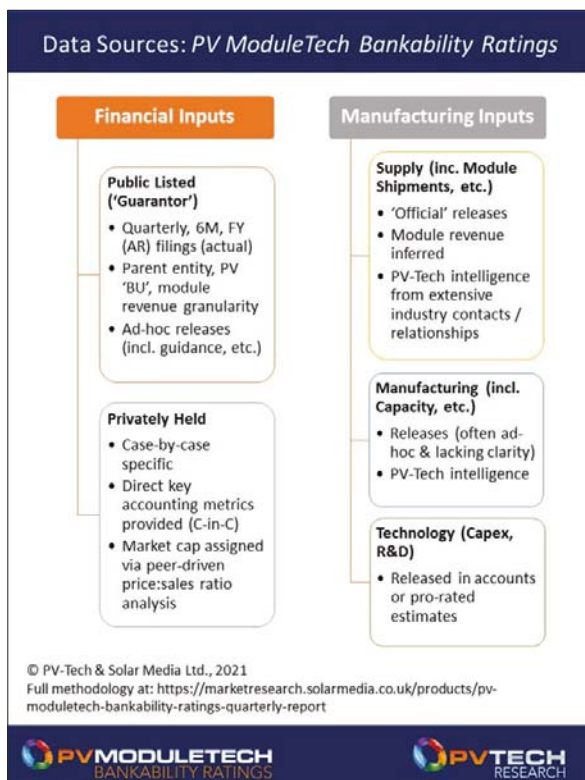 Data Sources: PV ModuleTech Bankability Ratings
Financial Inputs
Public Listed
(‘Guarantor’)
• Quarterly, 6M, FY
(AR) filings (actual)
• Parent entity, PV
‘BU’, module
revenue granularity
• Ad-hoc releases
(incl. guidance, etc.)
Privately Held
• Case-by-case
specific
• Direct key
accounting metrics
provided (C-in-C)
• Market cap assigned
via peer-driven
price:sales ratio
analysis
Manufacturing Inputs
Supply (inc. Module
Shipments, etc.)
• ‘Official’ releases
• Module revenue
inferred
• PV-Tech intelligence
from extensive
industry contacts /
relationships
Manufacturing (incl.
Capacity, etc.)
• Releases (often ad-
hoc & lacking clarity)
• PV-Tech intelligence
Technology (Capex,
R&D)
• Released in accounts
or pro-rated
estimates
© PV-Tech & Solar Media Ltd., 2021
Full methodology at: https://marketresearch.solarmedia.co.uk/products/pv-
moduletech-bankability-ratings-quarterly-report
PVMODULETECH
BANKABILITY RATINGS
PVTECH
RESEARCH